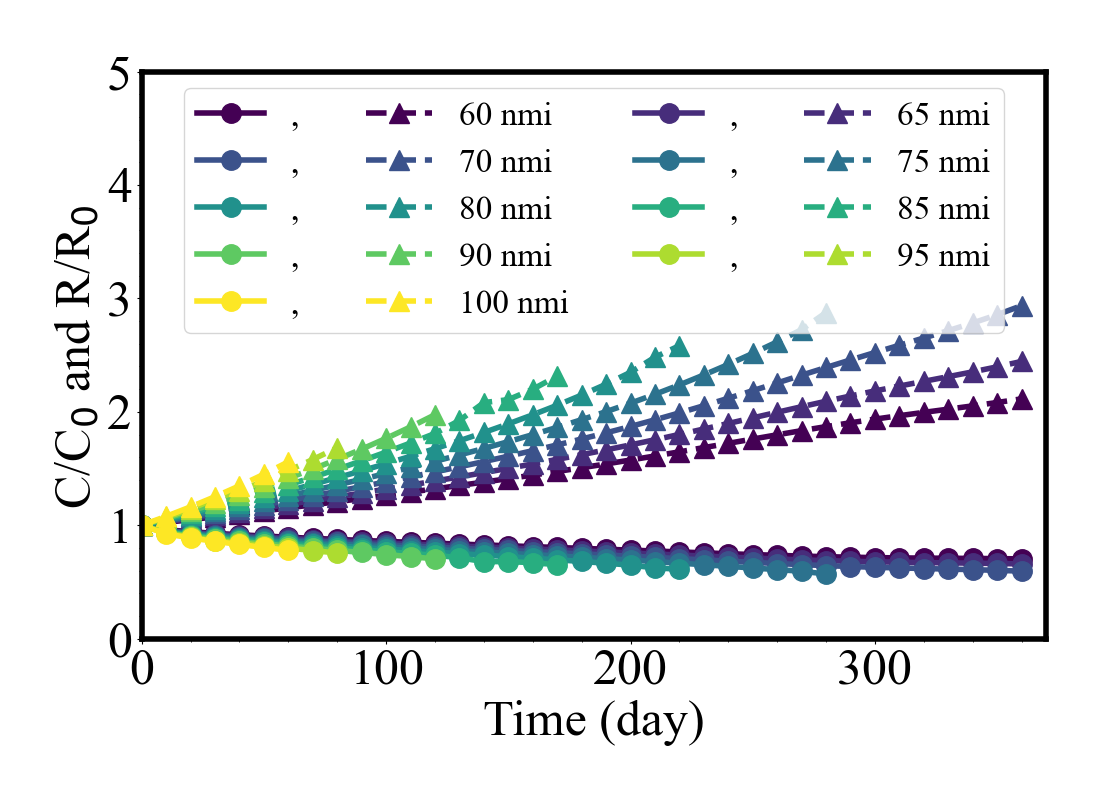 5
4
3
2
1
0
C/C0 and R/R0
, 60 nmi , 65 nmi
, 70 nmi , 75 nmi
, 80 nmi , 85 nmi
, 90 nmi , 95 nmi
, 100 nmi
0 100 200 300
Time (day)